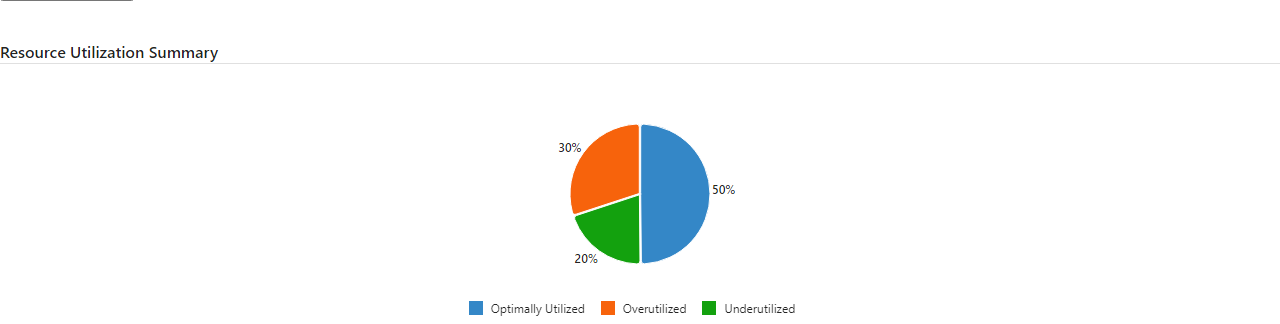 Resource Utilization Summary
30%
50%
20%
Optimally Utilized
Overutilized
Underutilized